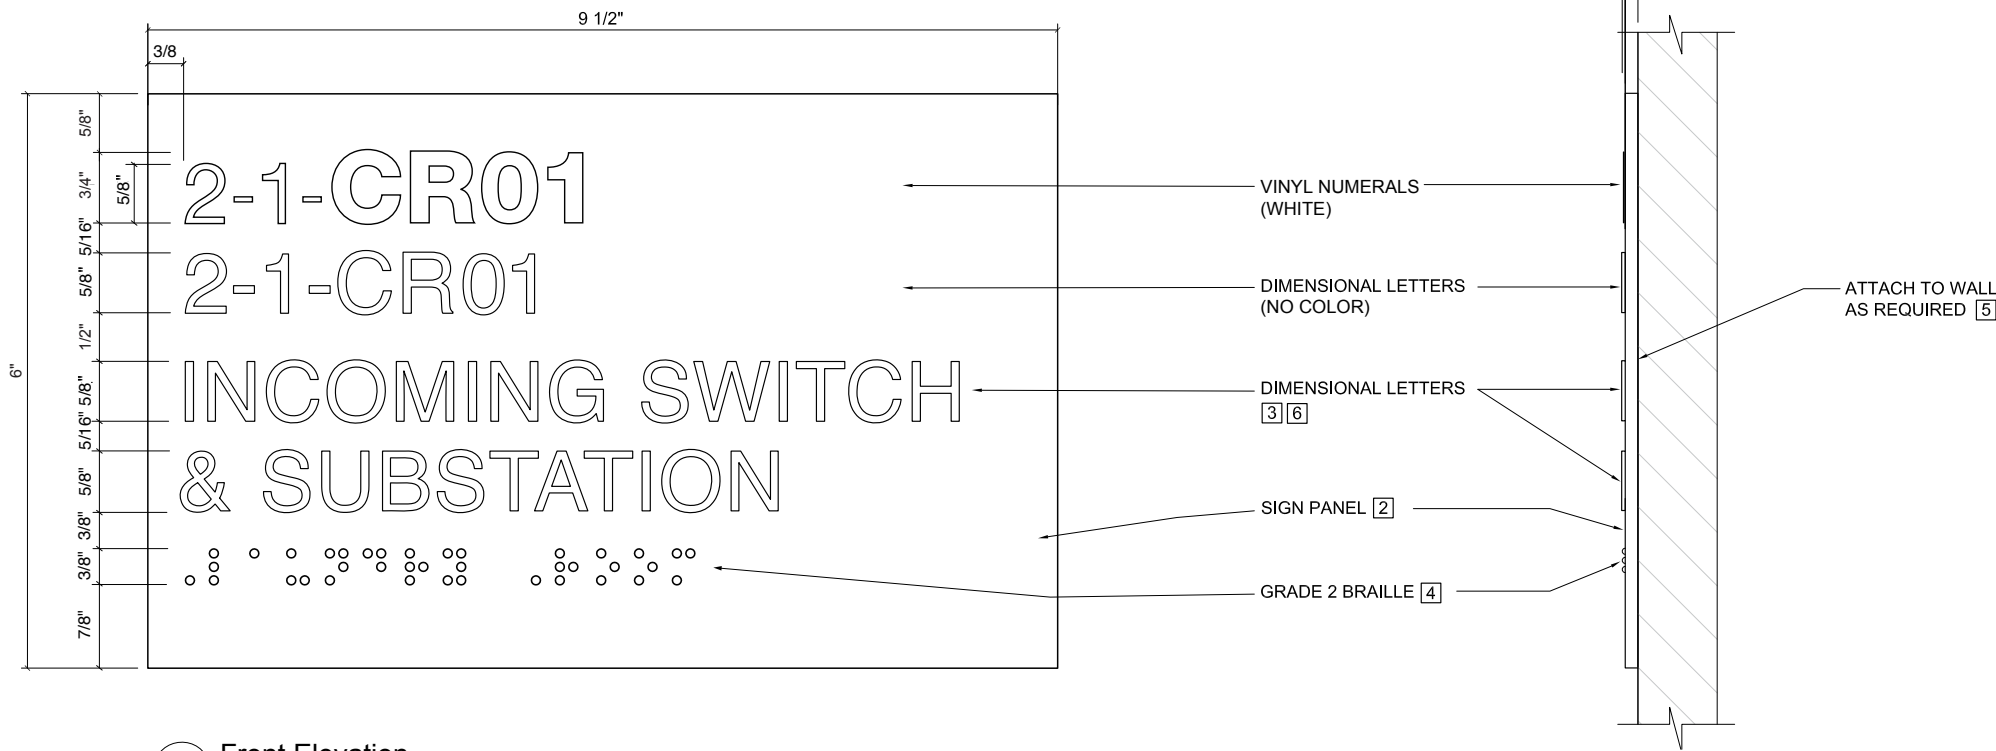 9 1/2"
3/8
5/8"
3/4"
5/8"
5/16"
5/8"
1/2"
5/8"
5/16"
5/8"
3/8"
3/8"
7/8"
6"
2-1-CR01
2-1-CR01
INCOMING SWITCH
& SUBSTATION
VINYL NUMERALS
(WHITE)
DIMENSIONAL LETTERS
(NO COLOR)
DIMENSIONAL LETTERS
3 6
SIGN PANEL 2
GRADE 2 BRAILLE 4
ATTACH TO WALL
AS REQUIRED 5
Front Elevation